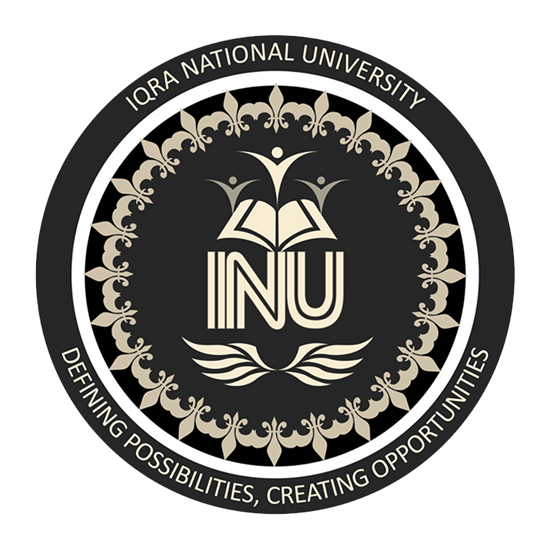 IQRA NATIONAL UNIVERSITY
INU
DEFINING POSSIBILITIES, CREATING OPPORTUNITIES